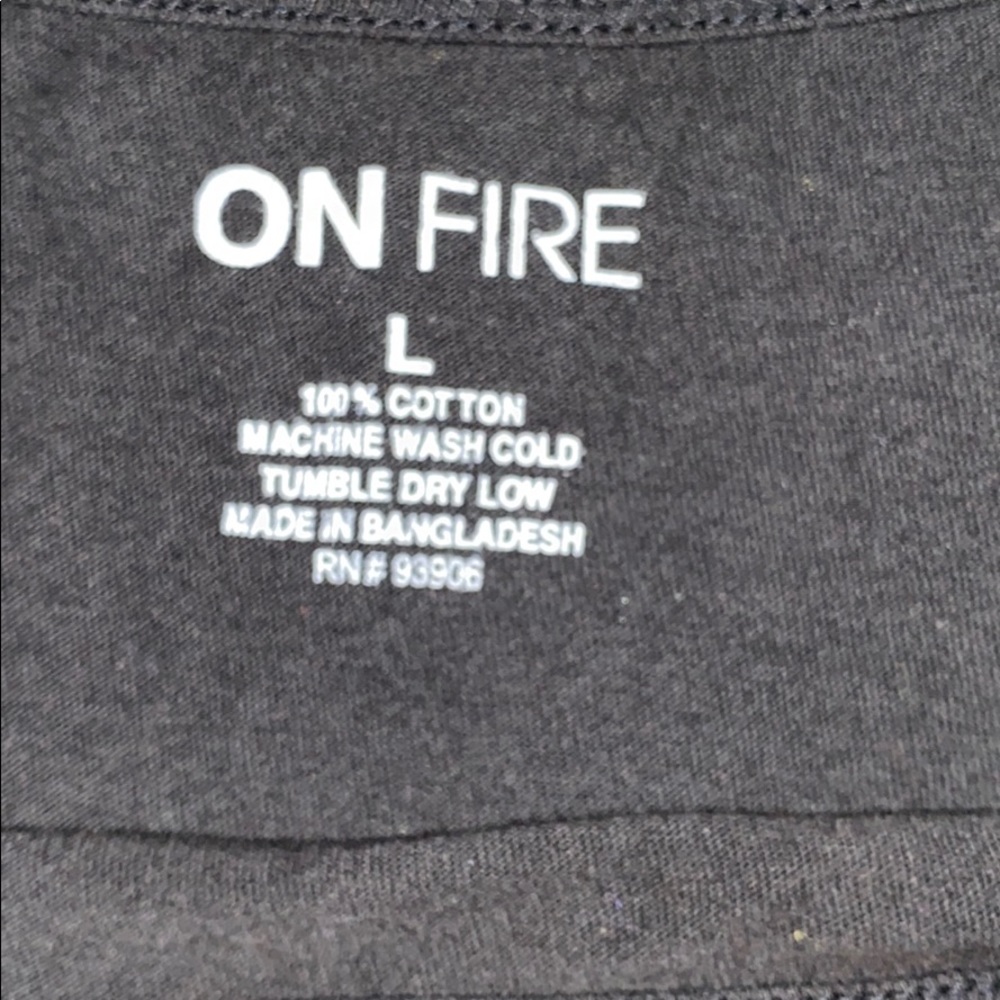 ON FIRE
L
100% COTTON
MACHINE WASH COLD
TUMBLE DRY LOW
MADE IN BANGLADESH
RN# 93906